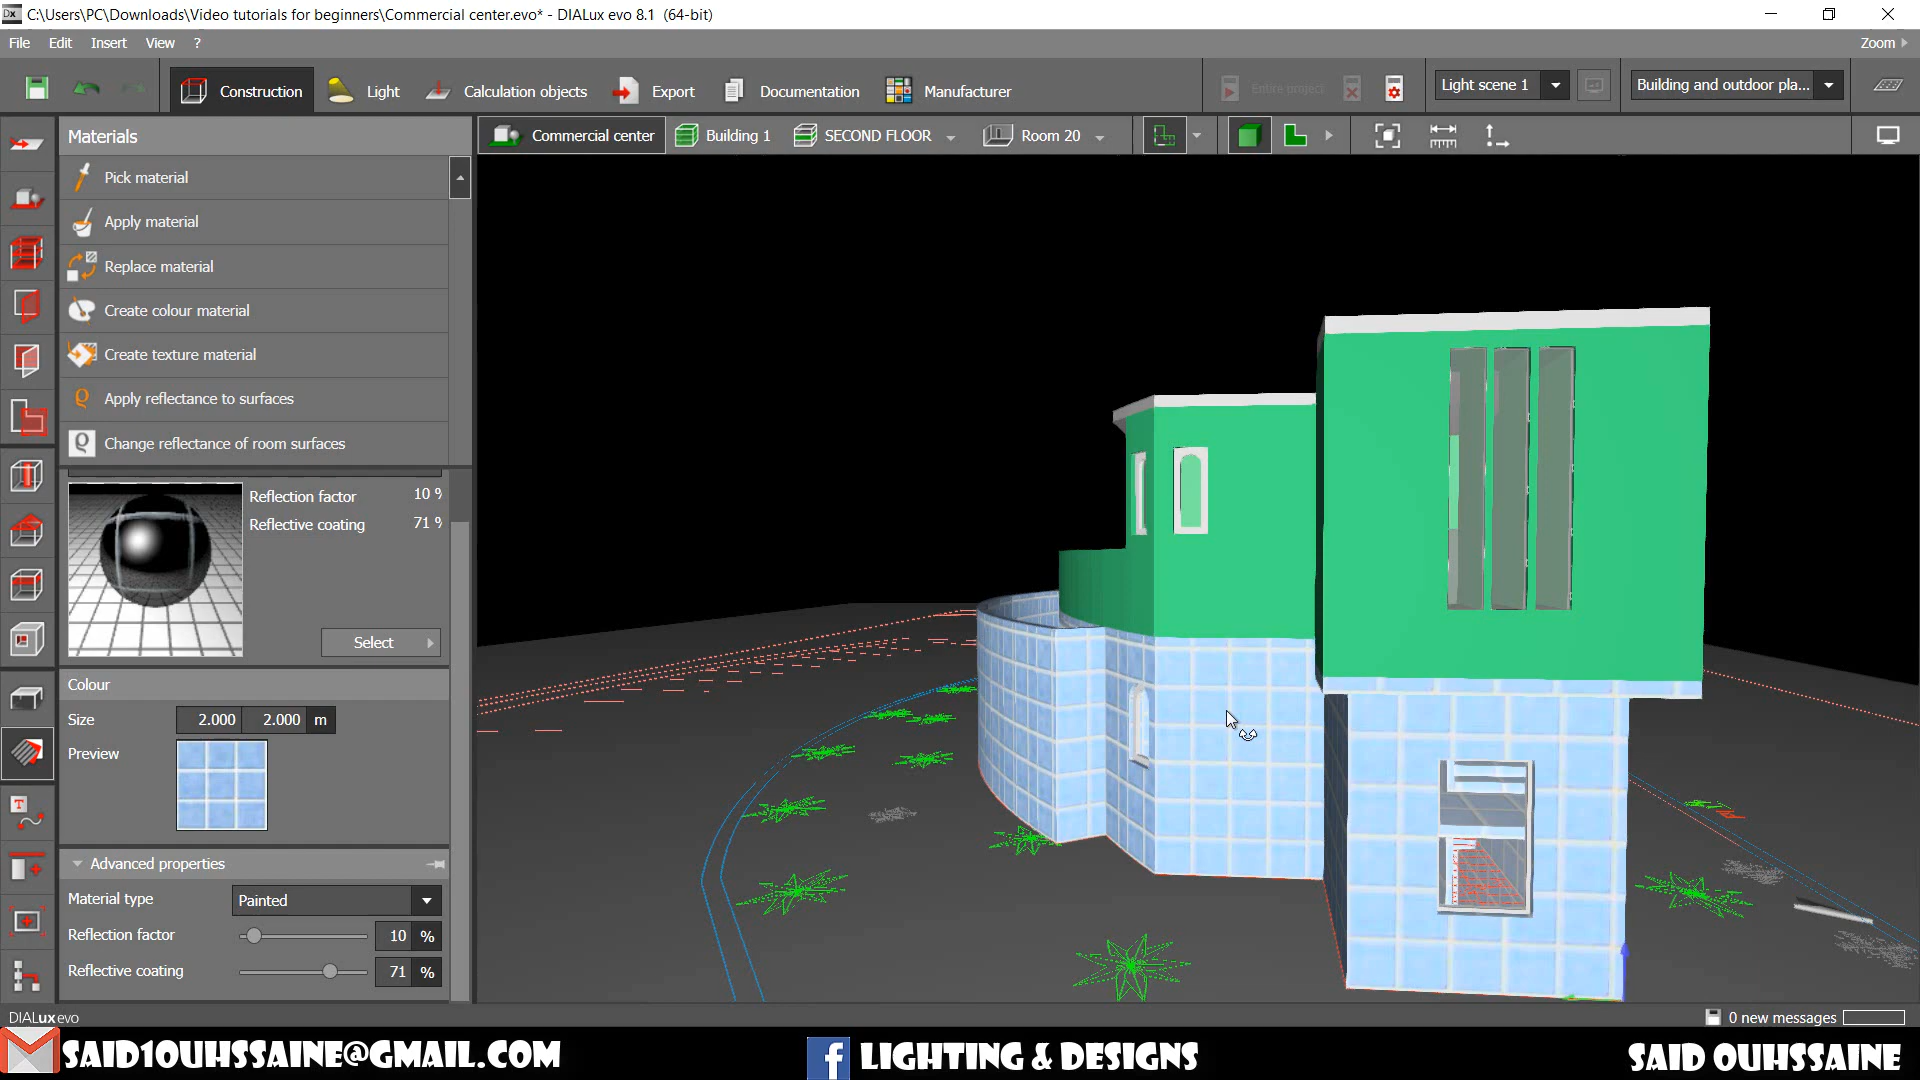 C:\Users\PC\Downloads\Video tutorials for beginners\Commercial center.evo* - DIALux evo 8.1 (64-bit)
File Edit Insert View ? Zoom
Construction Light Calculation objects Export Documentation Manufacturer Entire project Light scene 1 Building and outdoor pla...
Materials
Commercial center Building 1 SECOND FLOOR Room 20
Pick material
Apply material
Replace material
Create colour material
Create texture material
Apply reflectance to surfaces
Change reflectance of room surfaces
Reflection factor 10 %
Reflective coating 71 %
Select
Colour
Size 2.000 2.000 m
Preview
Advanced properties
Material type Painted
Reflection factor 10 %
Reflective coating 71 %
DIALux evo
0 new messages
SAID1OUHSSAINE@GMAIL.COM LIGHTING & DESIGNS SAID OUHSSAINE